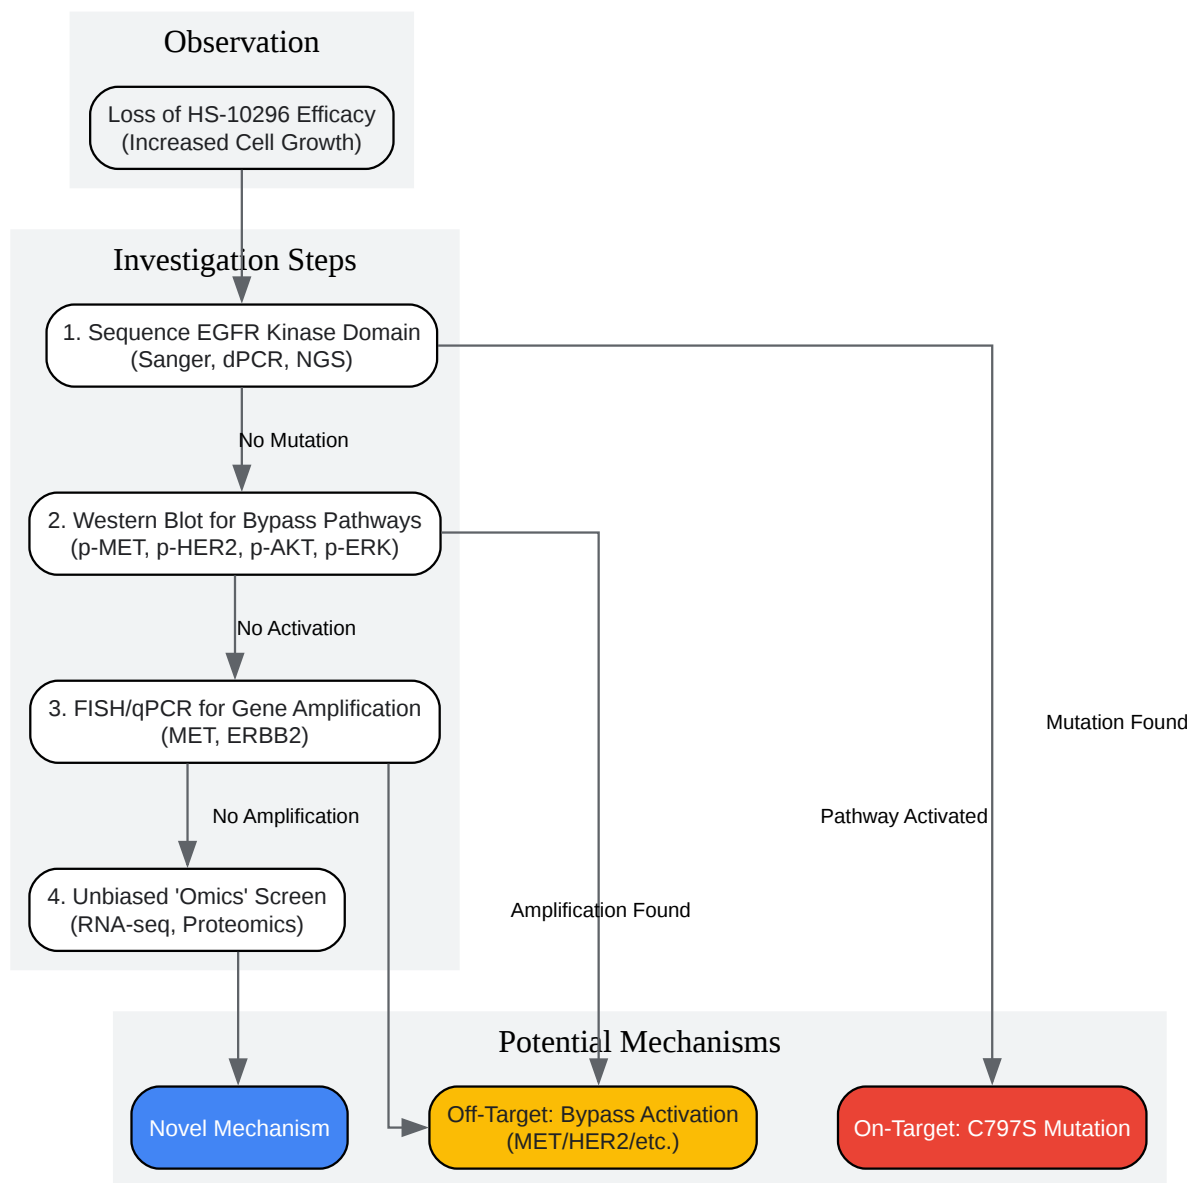 Observation
Loss of HS-10296 Efficacy
(Increased Cell Growth)
Investigation Steps
1. Sequence EGFR Kinase Domain
(Sanger, dPCR, NGS)
No Mutation
2. Western Blot for Bypass Pathways
(p-MET, p-HER2, p-AKT, p-ERK)
No Activation
3. FISH/qPCR for Gene Amplification
(MET, ERBB2)
Mutation Found
No Amplification
Pathway Activated
4. Unbiased 'Omics' Screen
(RNA-seq, Proteomics)
Amplification Found
Potential Mechanisms
Novel Mechanism
Off-Target: Bypass Activation
(MET/HER2/etc.)
On-Target: C797S Mutation